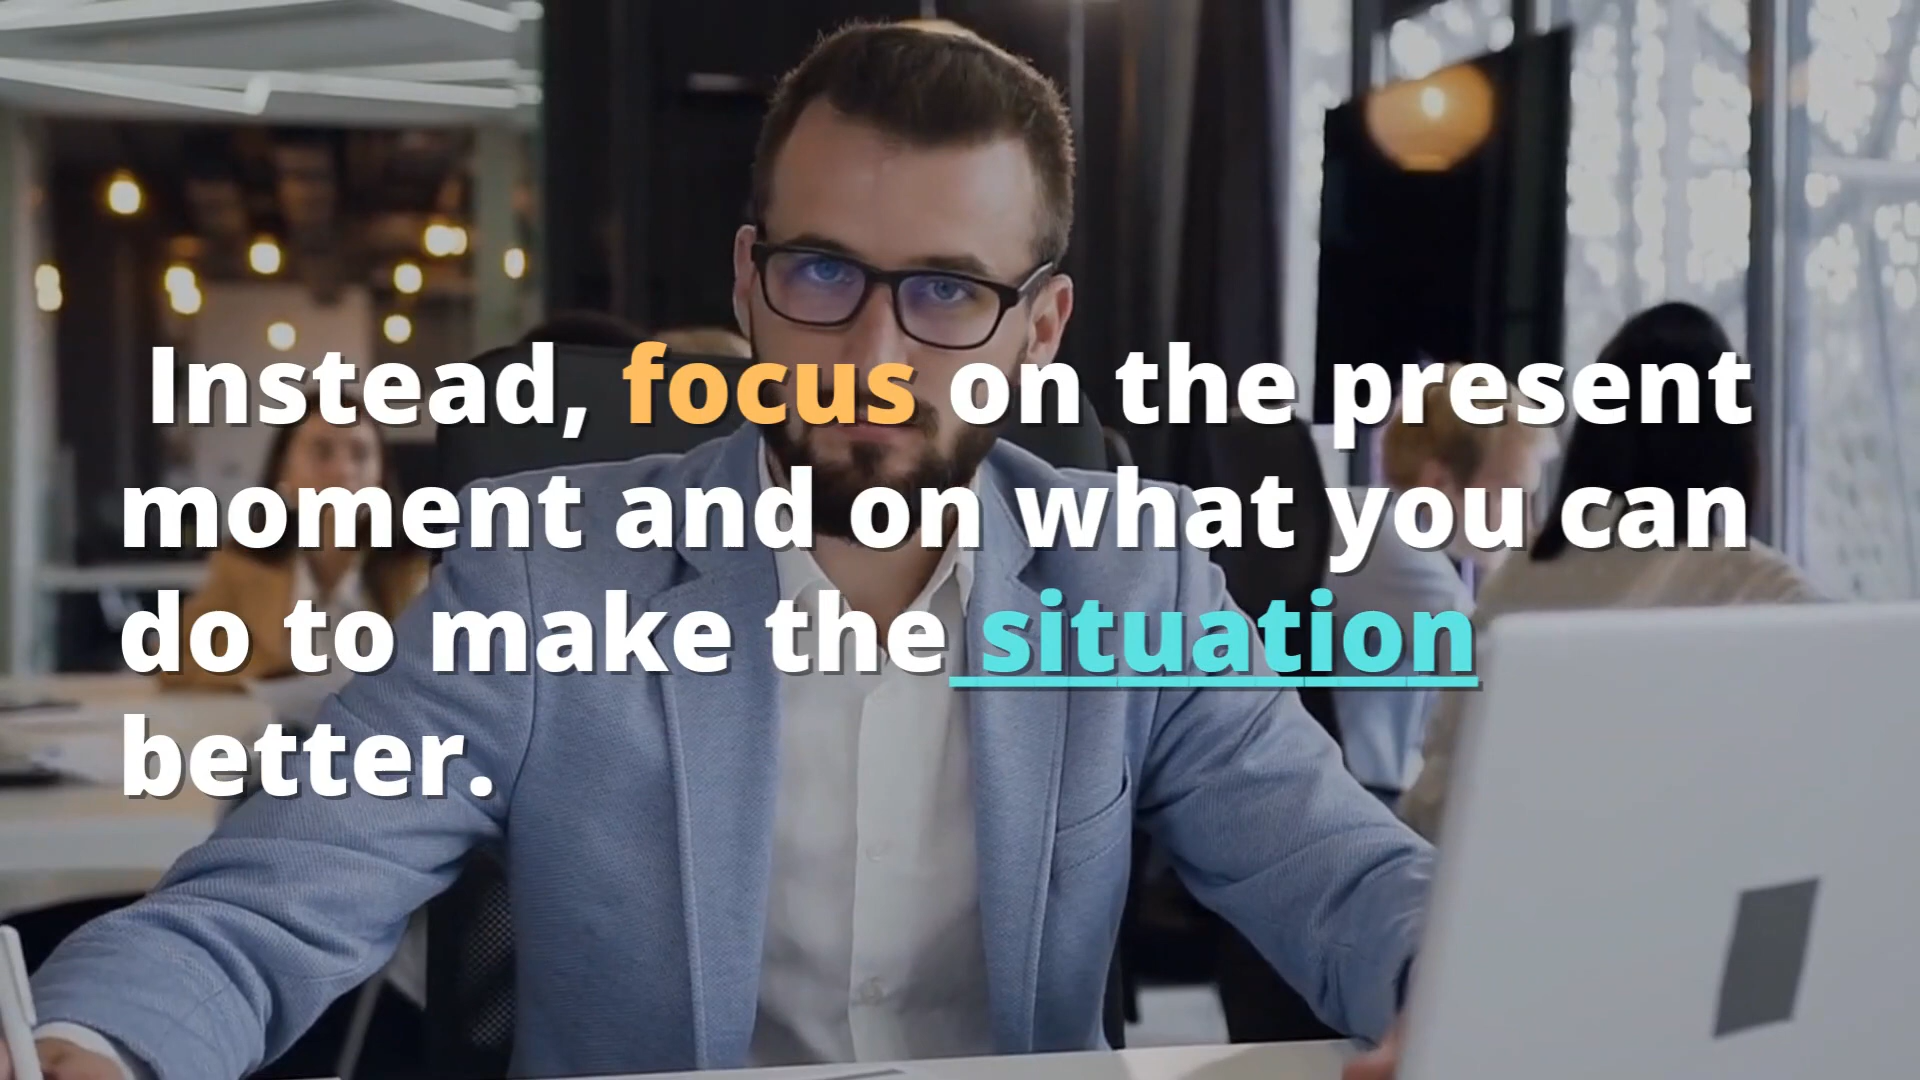 Instead, focus on the present
moment and on what you can
do to make the situation
better.